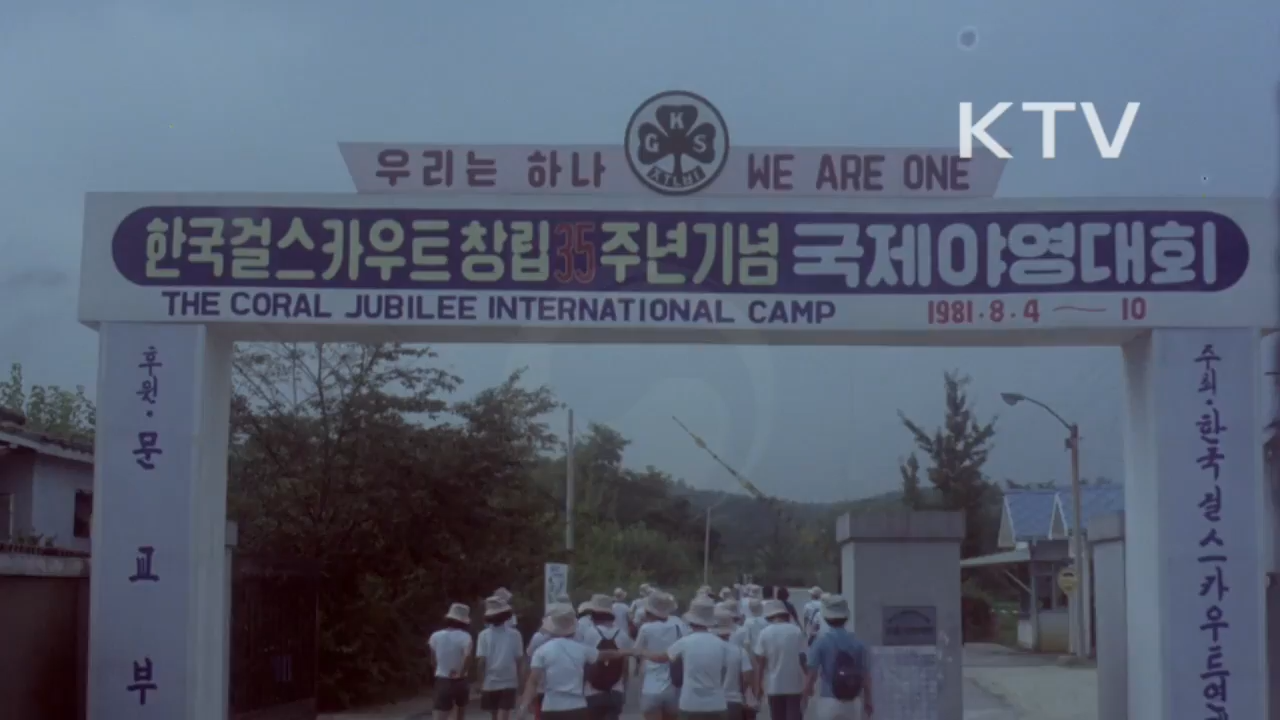 KTV
우리는 하나 WE ARE ONE
K
G S
한국걸스카우트창립35주년기념 국제야영대회
THE CORAL JUBILEE INTERNATIONAL CAMP 1981·8·4 ~ 10
후원·문교부
주최·한국걸스카우트연